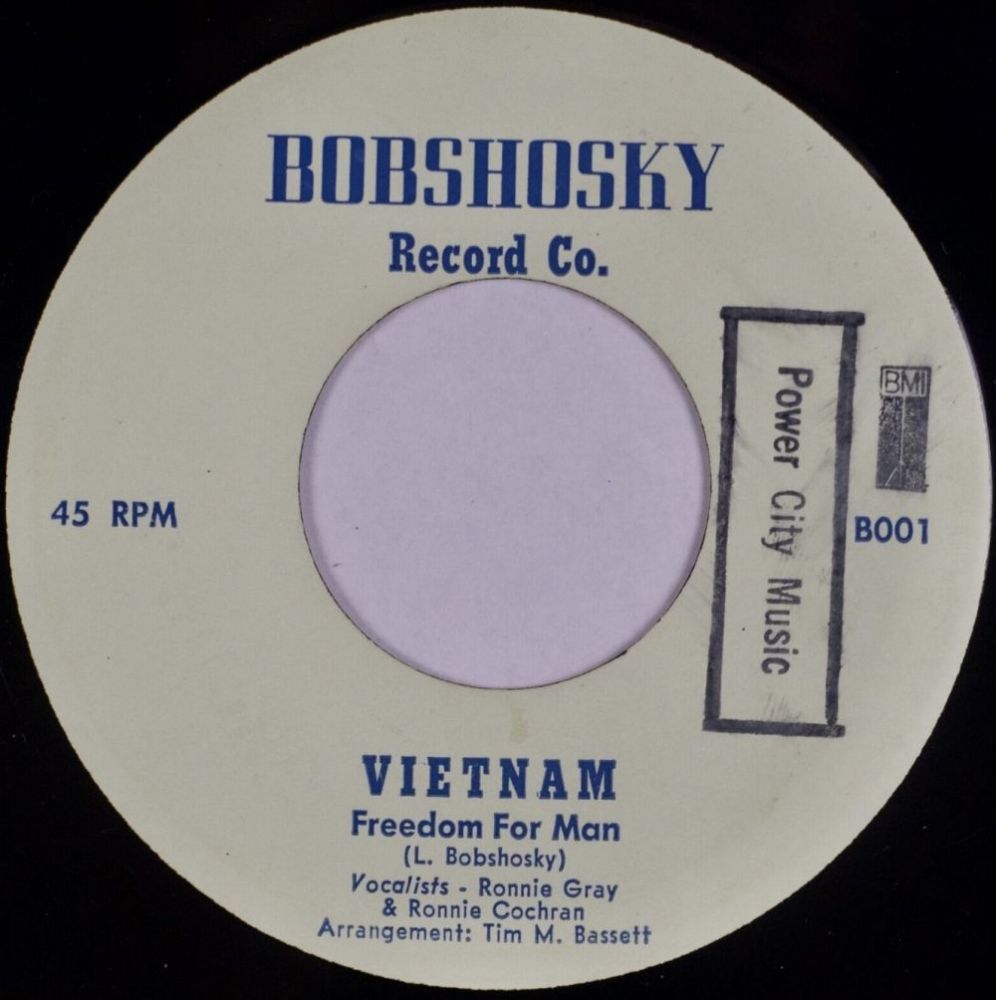 BOBSHOSKY
Record Co.
Power City Music
BMI
45 RPM
B001
VIETNAM
Freedom For Man
(L. Bobshosky)
Vocalists - Ronnie Gray
& Ronnie Cochran
Arrangement: Tim M. Bassett